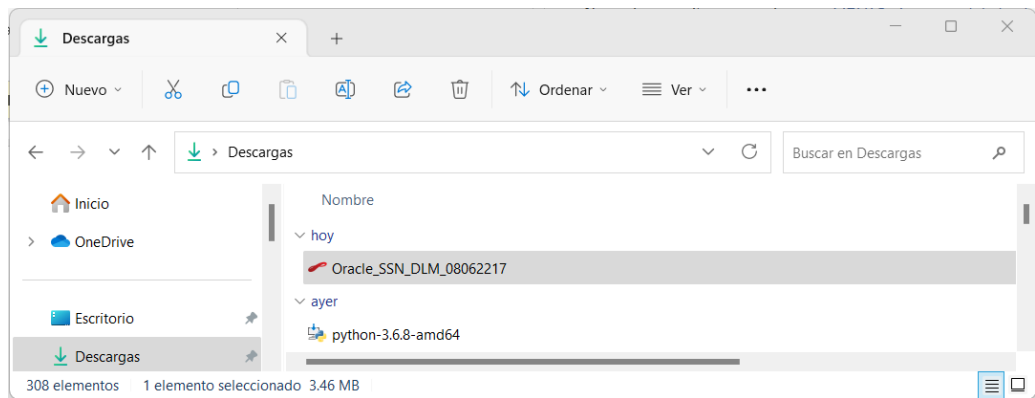 Descargas
Nuevo
Ordenar
Ver
Descargas
Buscar en Descargas
Inicio
OneDrive
Escritorio
Descargas
Nombre
hoy
Oracle_SSN_DLM_08062217
ayer
python-3.6.8-amd64
308 elementos 1 elemento seleccionado 3.46 MB